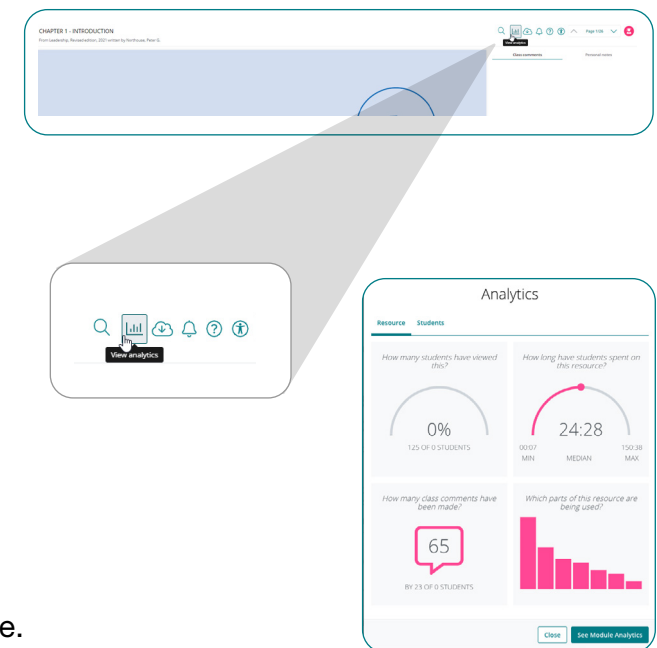 CHAPTER 1 - INTRODUCTION
From Leadership, Revised edition, 2021 written by Northouse, Peter G.
Page 1/26
View analytics
Class comments Personal notes
View analytics
Analytics
Resource Students
How many students have viewed this?
0%
125 OF 0 STUDENTS
How long have students spent on this resource?
24:28
00:07 150:38
MIN MEDIAN MAX
How many class comments have been made?
65
BY 23 OF 0 STUDENTS
Which parts of this resource are being used?
Close See Module Analytics
e.